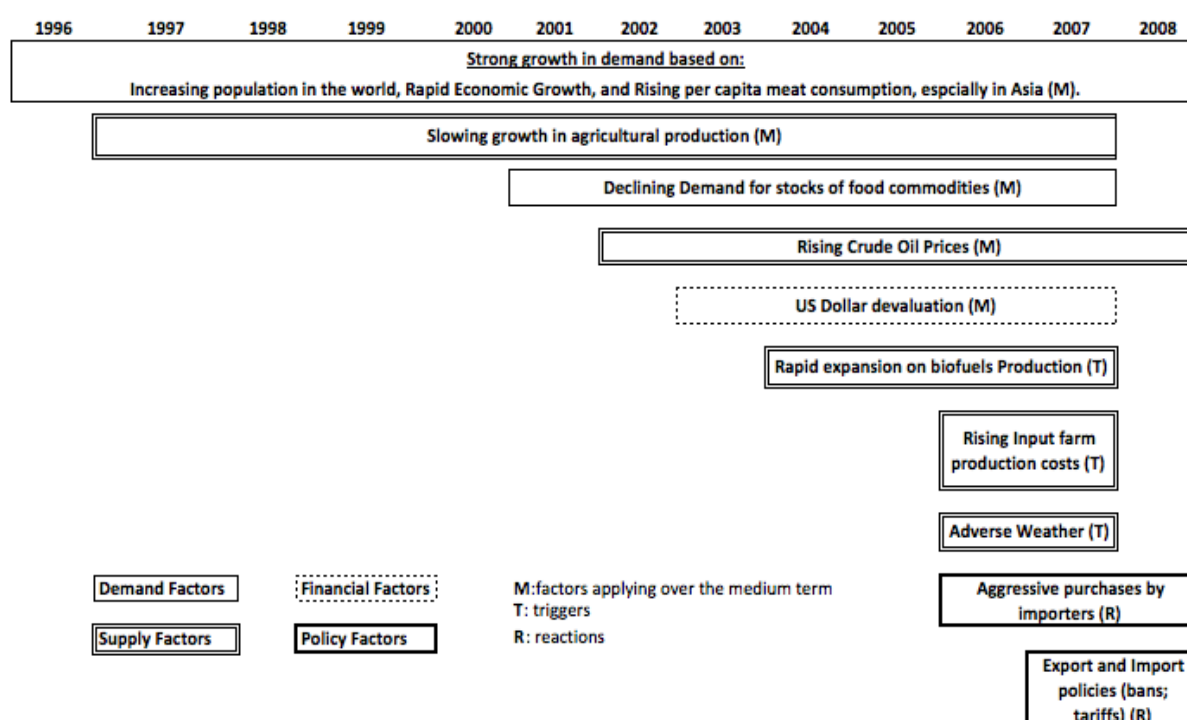 1996 1997 1998 1999 2000 2001 2002 2003 2004 2005 2006 2007 2008
Strong growth in demand based on:
Increasing population in the world, Rapid Economic Growth, and Rising per capita meat consumption, espcially in Asia (M).
Slowing growth in agricultural production (M)
Declining Demand for stocks of food commodities (M)
Rising Crude Oil Prices (M)
US Dollar devaluation (M)
Rapid expansion on biofuels Production (T)
Rising Input farm
production costs (T)
Adverse Weather (T)
Demand Factors
Financial Factors
M:factors applying over the medium term
T: triggers
R: reactions
Supply Factors
Policy Factors
Aggressive purchases by
importers (R)
Export and Import
policies (bans;
tariffs) (R)